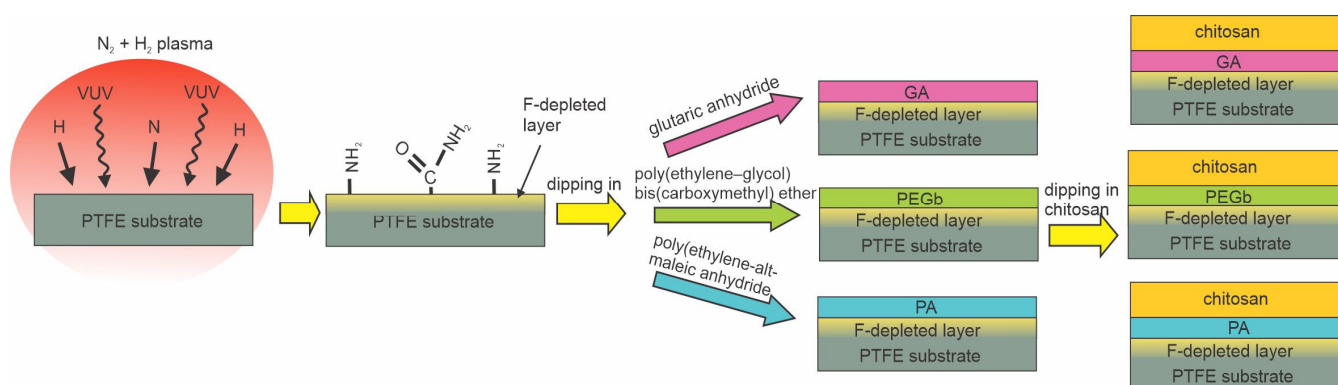 N₂ + H₂ plasma
VUV
VUV
H
N
H
PTFE substrate
NH₂
O
C
NH₂
NH₂
F-depleted
layer
PTFE substrate
dipping in
glutaric anhydride
poly(ethylene–glycol)
bis(carboxymethyl) ether
poly(ethylene-alt-
maleic anhydride
GA
F-depleted layer
PTFE substrate
PEGb
F-depleted layer
PTFE substrate
PA
F-depleted layer
PTFE substrate
dipping in
chitosan
chitosan
GA
F-depleted layer
PTFE substrate
chitosan
PEGb
F-depleted layer
PTFE substrate
chitosan
PA
F-depleted layer
PTFE substrate